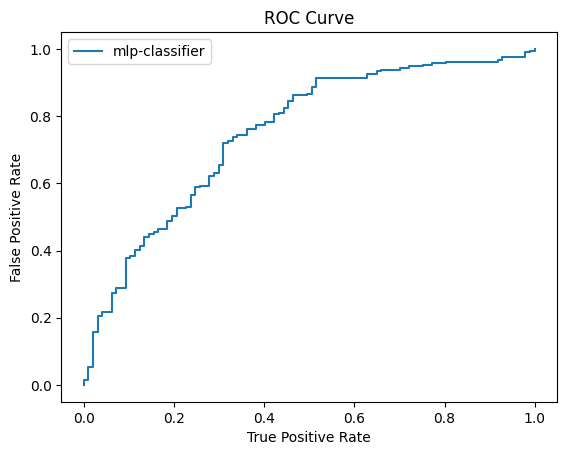 ROC Curve
mlp-classifier
1.0
0.8
0.6
0.4
0.2
0.0
False Positive Rate
0.0 0.2 0.4 0.6 0.8 1.0
True Positive Rate